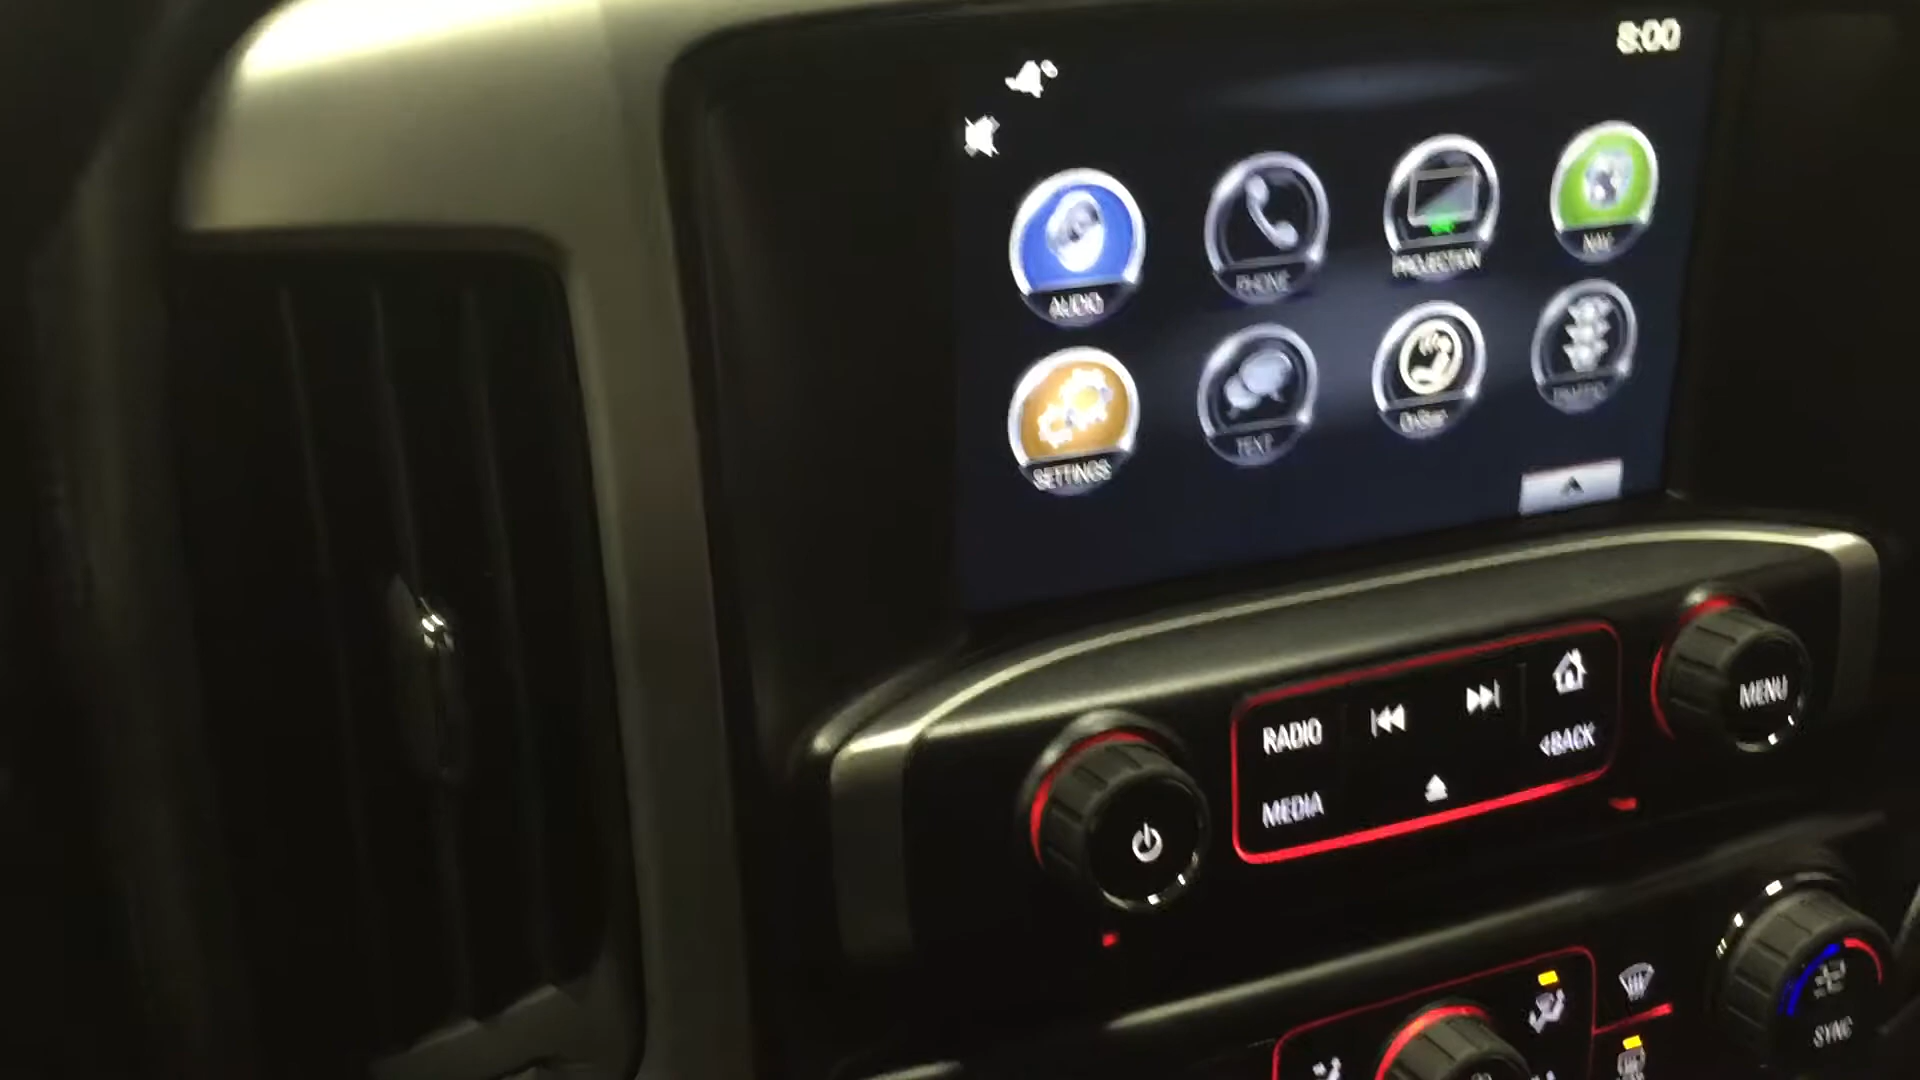 8:00
AUDIO
PHONE
PROJECTION
NAV
SETTINGS
TEXT
OnStar
TRAFFIC
RADIO
<BACK
MEDIA
MENU
SYNC